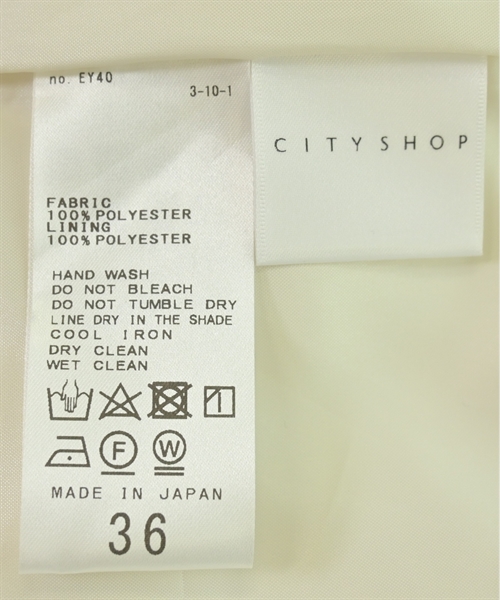 no. EY40
3-10-1
CITYSHOP
FABRIC
100% POLYESTER
LINING
100% POLYESTER
HAND WASH
DO NOT BLEACH
DO NOT TUMBLE DRY
LINE DRY IN THE SHADE
COOL IRON
DRY CLEAN
WET CLEAN
F W
MADE IN JAPAN
36